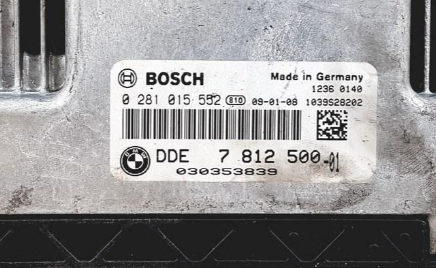 BOSCH Made in Germany
1236 0140
0 281 015 552 810 09-01-08 1039S28202
BMW
DDE 7 812 500-01
030353839